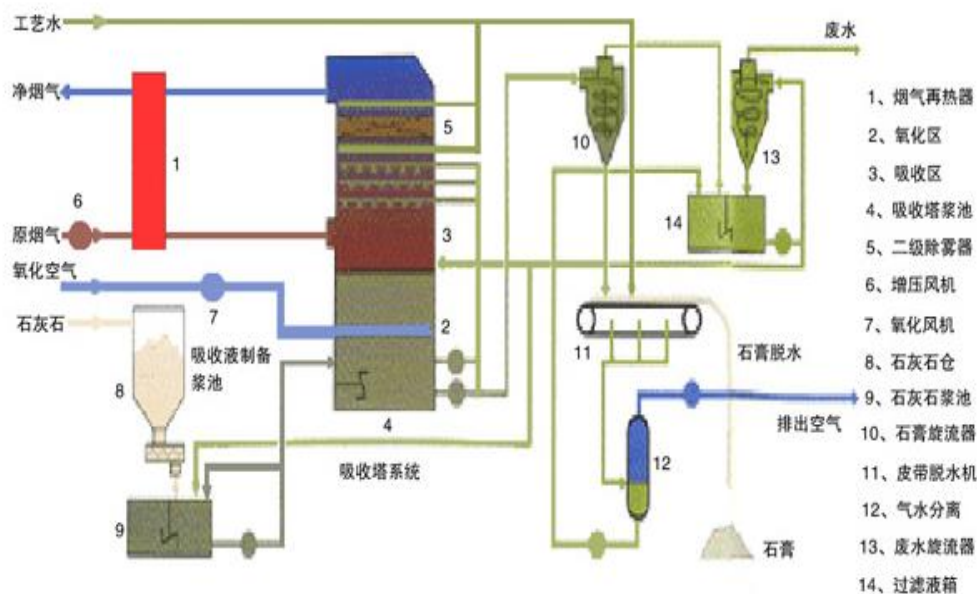 工艺水
净烟气
1
6
原烟气
氧化空气
7
石灰石
8
吸收液制备
浆池
9
5
3
2
4
吸收塔系统
10
废水
13
14
11
石膏脱水
排出空气
12
石膏
1、烟气再热器
2、氧化区
3、吸收区
4、吸收塔浆池
5、二级除雾器
6、增压风机
7、氧化风机
8、石灰石仓
9、石灰石浆池
10、石膏旋流器
11、皮带脱水机
12、气水分离
13、废水旋流器
14、过滤液箱